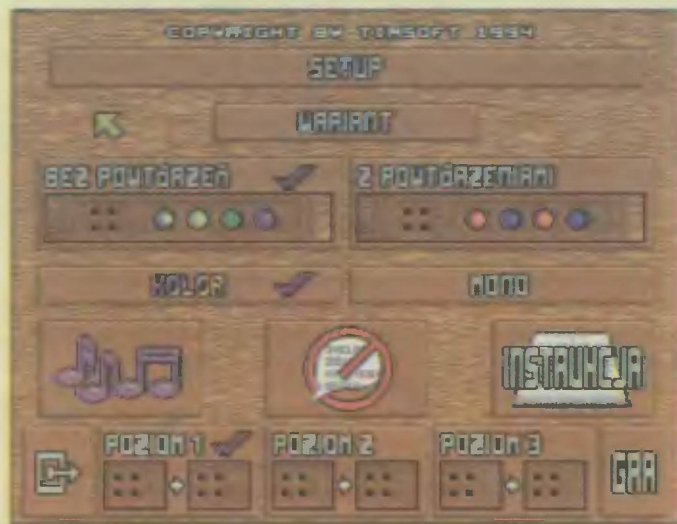 COPYRIGHT BY TIMSOFT 1994
SETUP
WARIANT
BEZ POWTÓRZEŃ
Z POWTÓRZENIAMI
KOLOR
MONO
INSTRUKCJA
POZIOM 1
POZIOM 2
POZIOM 3
GRA